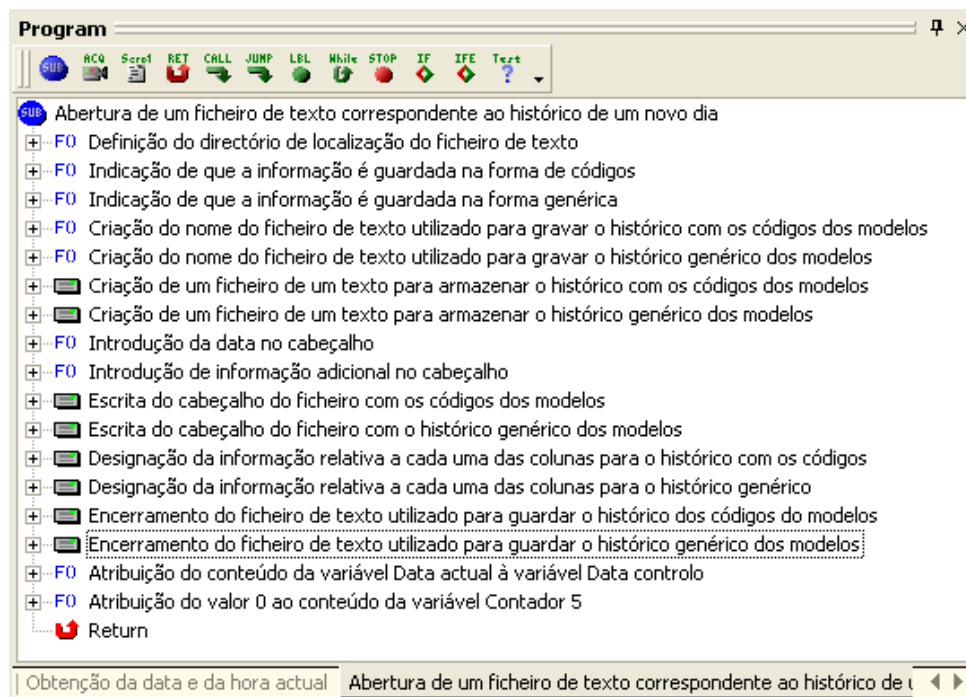 Program
ACQ Script RET CALL JUMP LBL While STOP IF IFE Test
SUB
SUB Abertura de um ficheiro de texto correspondente ao histórico de um novo dia
F() Definição do directório de localização do ficheiro de texto
F() Indicação de que a informação é guardada na forma de códigos
F() Indicação de que a informação é guardada na forma genérica
F() Criação do nome do ficheiro de texto utilizado para gravar o histórico com os códigos dos modelos
F() Criação do nome do ficheiro de texto utilizado para gravar o histórico genérico dos modelos
Criação de um ficheiro de um texto para armazenar o histórico com os códigos dos modelos
Criação de um ficheiro de um texto para armazenar o histórico genérico dos modelos
F() Introdução da data no cabeçalho
F() Introdução de informação adicional no cabeçalho
Escrita do cabeçalho do ficheiro com os códigos dos modelos
Escrita do cabeçalho do ficheiro com o histórico genérico dos modelos
Designação da informação relativa a cada uma das colunas para o histórico com os códigos
Designação da informação relativa a cada uma das colunas para o histórico genérico
Encerramento do ficheiro de texto utilizado para guardar o histórico dos códigos do modelos
Encerramento do ficheiro de texto utilizado para guardar o histórico genérico dos modelos
F() Atribuição do conteúdo da variável Data actual à variável Data controlo
F() Atribuição do valor 0 ao conteúdo da variável Contador 5
Return
Obtenção da data e da hora actual Abertura de um ficheiro de texto correspondente ao histórico de